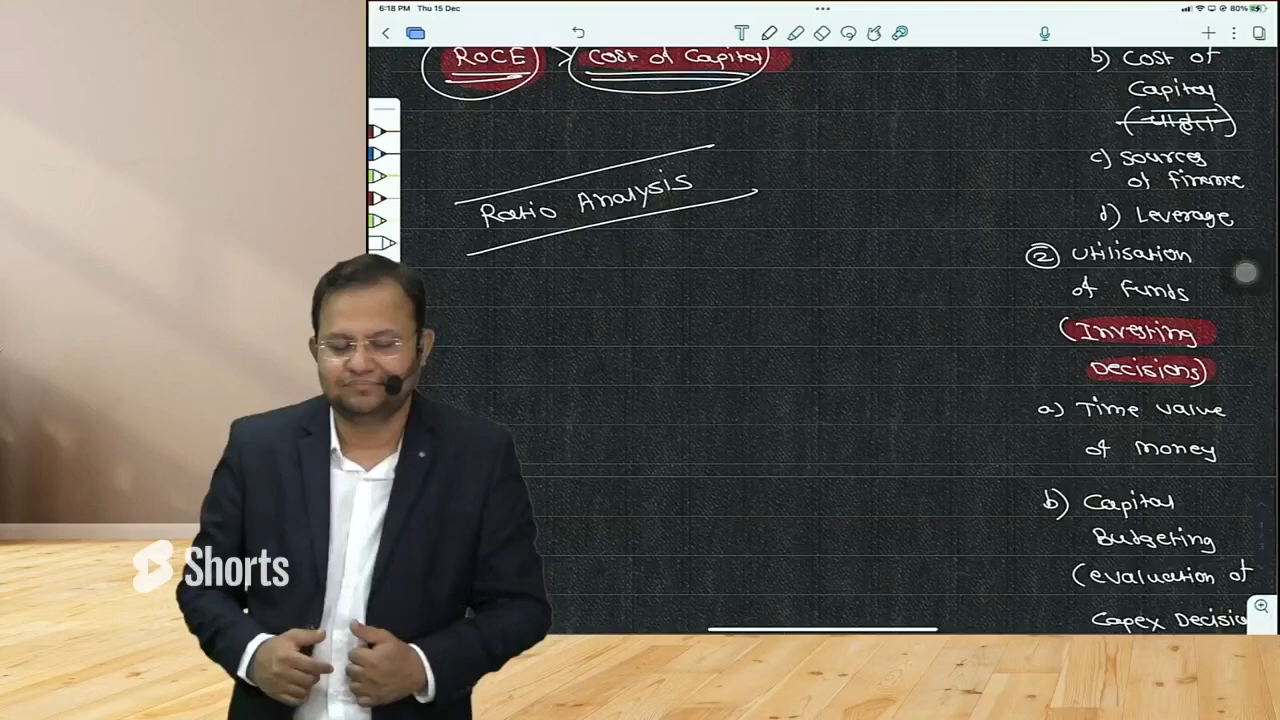 6:18 PM Thu 15 Dec
80%
T
ROCE > Cost of Capital
Ratio Analysis
b) Cost of
Capital
c) Sources
of finance
d) Leverage
② Utilisation
of Funds
(Investing
Decisions)
a) Time value
of Money
b) Capital
Budgeting
(evaluation of
Capex Decisio
Shorts